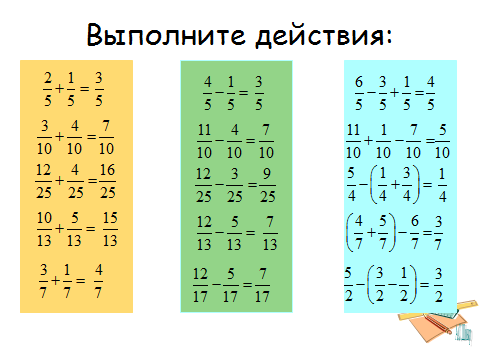 Выполните действия:
2/5 + 1/5 = 3/5
3/10 + 4/10 = 7/10
12/25 + 4/25 = 16/25
10/13 + 5/13 = 15/13
3/7 + 1/7 = 4/7
4/5 − 1/5 = 3/5
11/10 − 4/10 = 7/10
12/25 − 3/25 = 9/25
12/13 − 5/13 = 7/13
12/17 − 5/17 = 7/17
6/5 − 3/5 + 1/5 = 4/5
11/10 + 1/10 − 7/10 = 5/10
5/4 − (1/4 + 3/4) = 1/4
(4/7 + 5/7) − 6/7 = 3/7
5/2 − (3/2 − 1/2) = 3/2